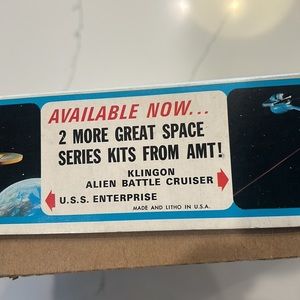 AVAILABLE NOW...
2 MORE GREAT SPACE
SERIES KITS FROM AMT!
KLINGON
ALIEN BATTLE CRUISER
U.S.S. ENTERPRISE
MADE AND LITHO IN U.S.A.